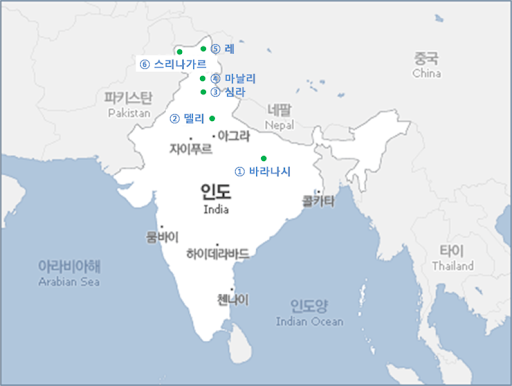 ⑤ 레
⑥ 스리나가르
④ 마날리
③ 심라
중국
China
파키스탄
Pakistan
네팔
Nepal
② 델리
아그라
자이푸르
① 바라나시
인도
India
콜카타
뭄바이
하이데라바드
아라비아해
Arabian Sea
타이
Thailand
첸나이
인도양
Indian Ocean